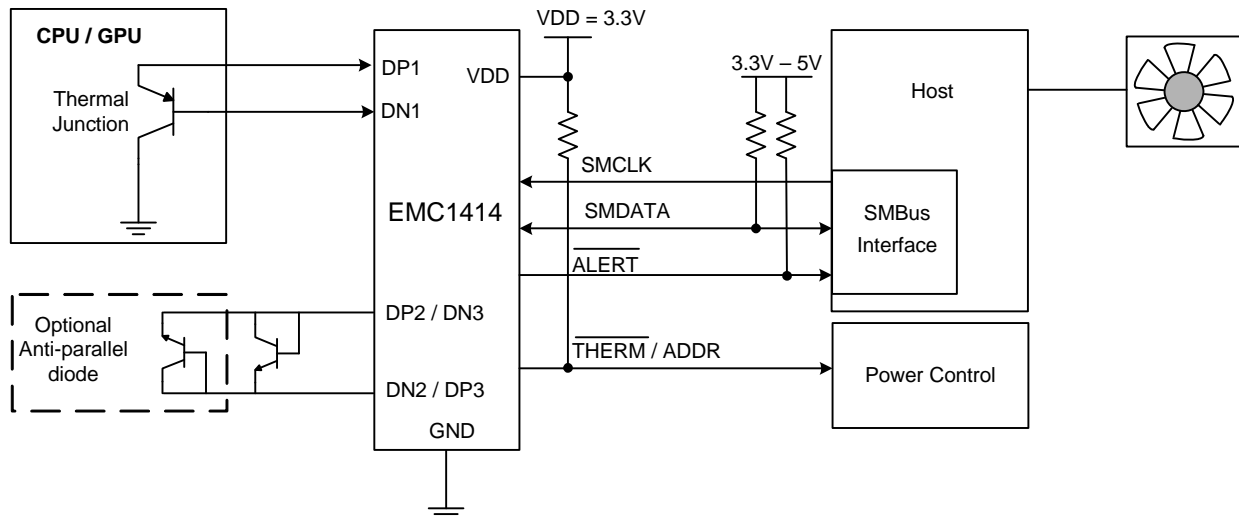 VDD = 3.3V
CPU / GPU
Thermal
Junction
DP1
DN1
VDD
3.3V – 5V
Host
SMCLK
EMC1414
SMDATA
SMBus
Interface
ALERT
Optional
Anti-parallel
diode
DP2 / DN3
DN2 / DP3
THERM / ADDR
Power Control
GND